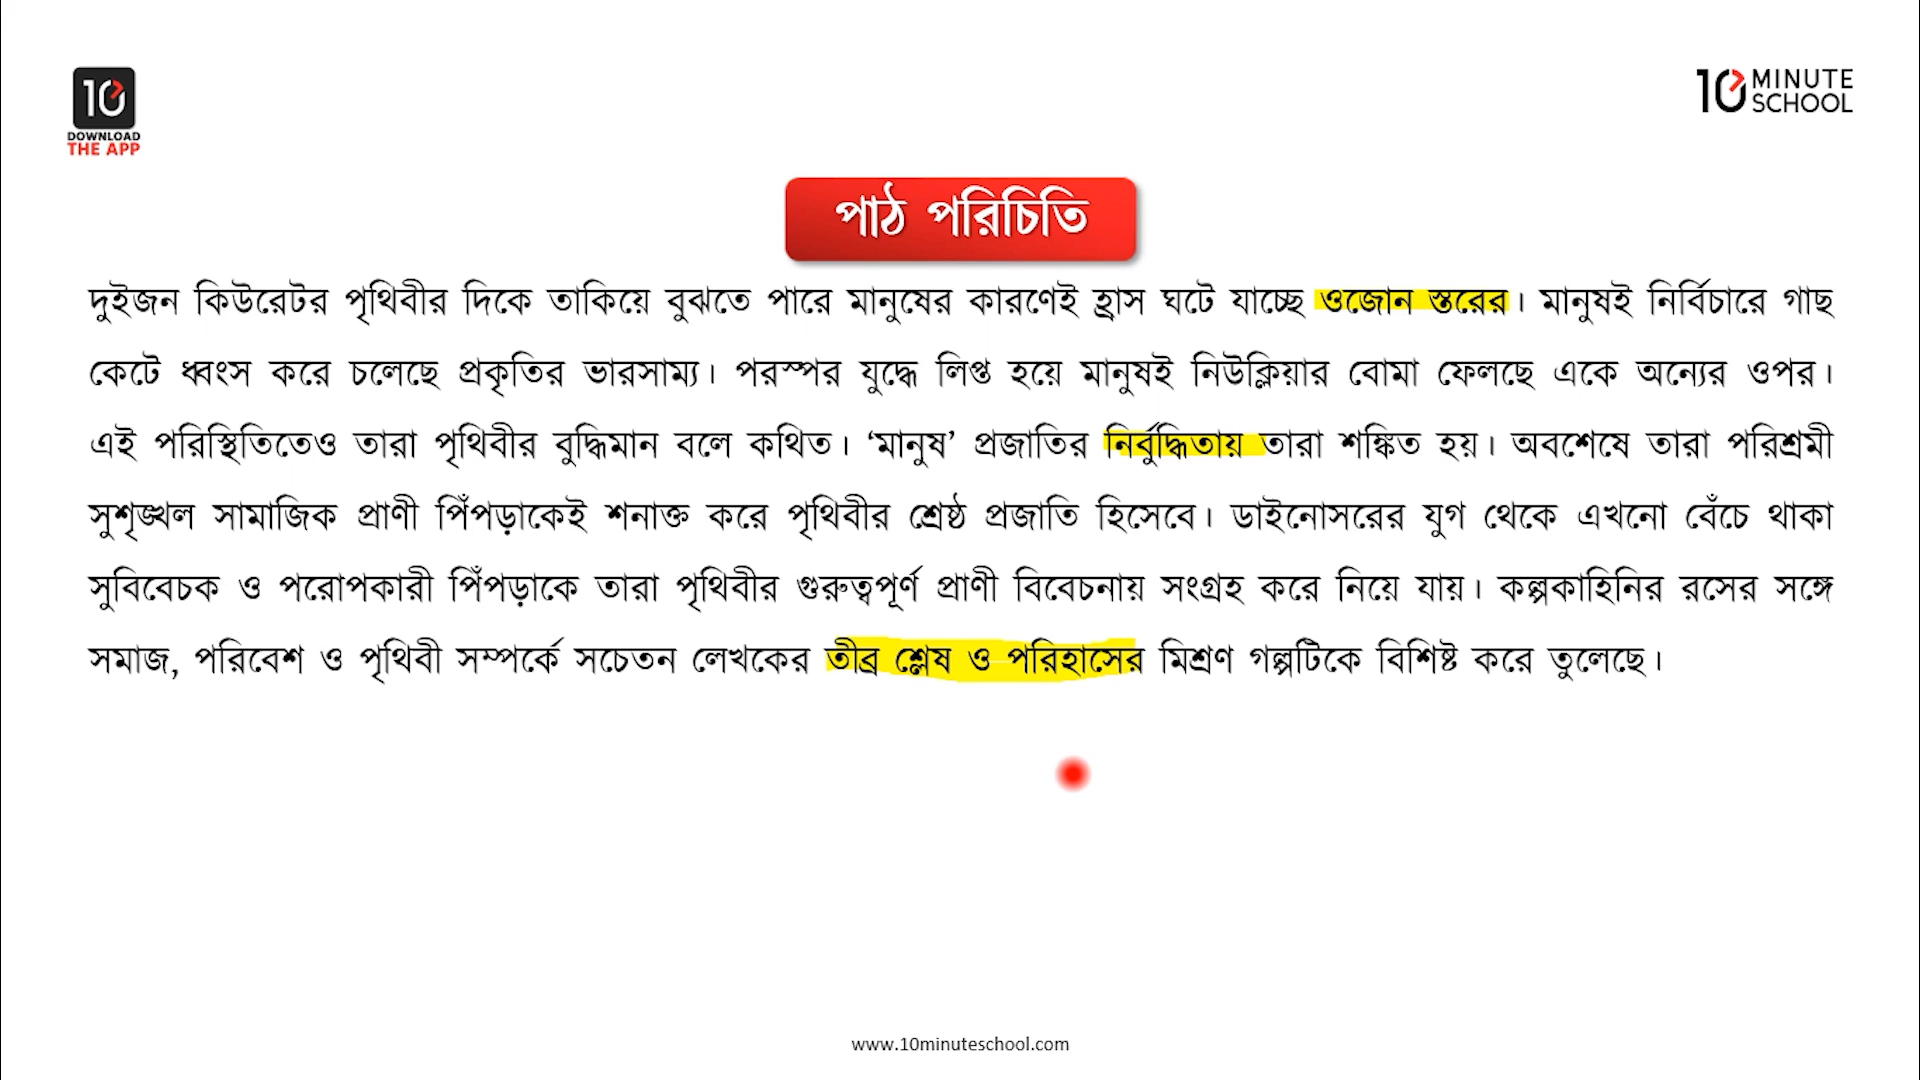 10
DOWNLOAD
THE APP
10 MINUTE
SCHOOL
পাঠ পরিচিতি
দুইজন কিউরেটর পৃথিবীর দিকে তাকিয়ে বুঝতে পারে মানুষের কারণেই হ্রাস ঘটে যাচ্ছে ওজোন স্তরের। মানুষই নির্বিচারে গাছ
কেটে ধ্বংস করে চলেছে প্রকৃতির ভারসাম্য। পরস্পর যুদ্ধে লিপ্ত হয়ে মানুষই নিউক্লিয়ার বোমা ফেলছে একে অন্যের ওপর।
এই পরিস্থিতিতেও তারা পৃথিবীর বুদ্ধিমান বলে কথিত। ‘মানুষ’ প্রজাতির নির্বুদ্ধিতায় তারা শঙ্কিত হয়। অবশেষে তারা পরিশ্রমী
সুশৃঙ্খল সামাজিক প্রাণী পিঁপড়াকেই শনাক্ত করে পৃথিবীর শ্রেষ্ঠ প্রজাতি হিসেবে। ডাইনোসরের যুগ থেকে এখনো বেঁচে থাকা
সুবিবেচক ও পরোপকারী পিঁপড়াকে তারা পৃথিবীর গুরুত্বপূর্ণ প্রাণী বিবেচনায় সংগ্রহ করে নিয়ে যায়। কল্পকাহিনির রসের সঙ্গে
সমাজ, পরিবেশ ও পৃথিবী সম্পর্কে সচেতন লেখকের তীব্র শ্লেষ ও পরিহাসের মিশ্রণ গল্পটিকে বিশিষ্ট করে তুলেছে।
www.10minuteschool.com